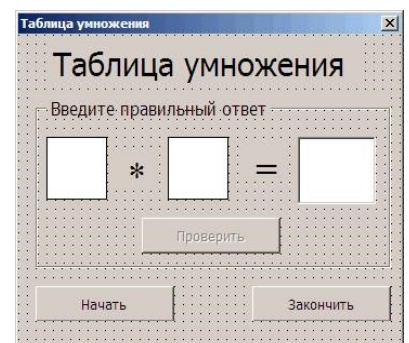 Таблица умножения
Таблица умножения
Введите правильный ответ
* =
Проверить
Начать Закончить